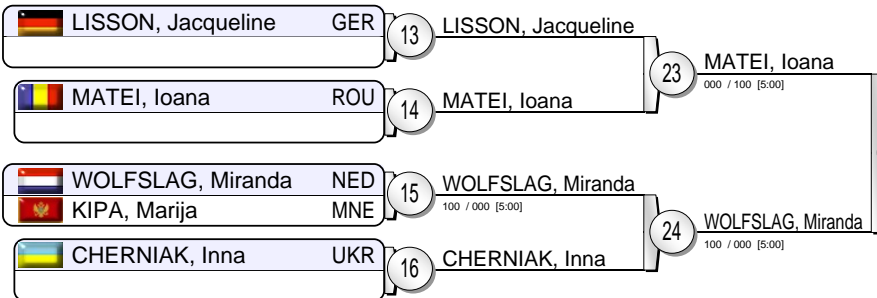 LISSON, Jacqueline GER
13
LISSON, Jacqueline
MATEI, Ioana ROU
14
MATEI, Ioana
23
MATEI, Ioana
000 / 100 [5:00]
WOLFSLAG, Miranda NED
KIPA, Marija MNE
15
WOLFSLAG, Miranda
100 / 000 [5:00]
CHERNIAK, Inna UKR
16
CHERNIAK, Inna
24
WOLFSLAG, Miranda
100 / 000 [5:00]